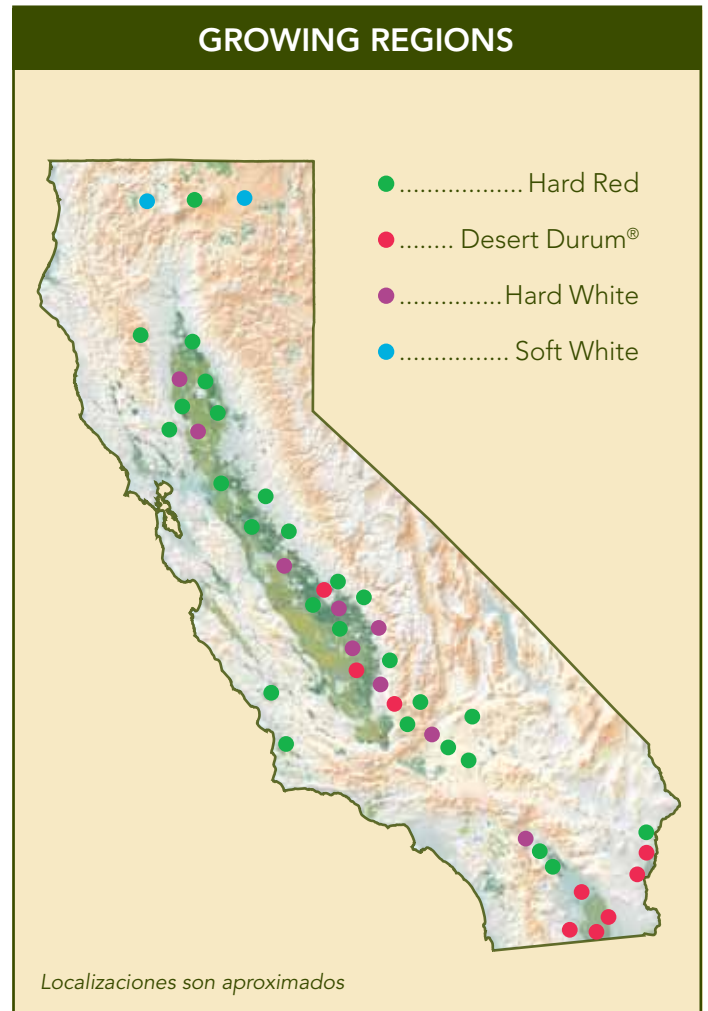 GROWING REGIONS
.................. Hard Red
........ Desert Durum®
............... Hard White
................ Soft White
Localizaciones son aproximados